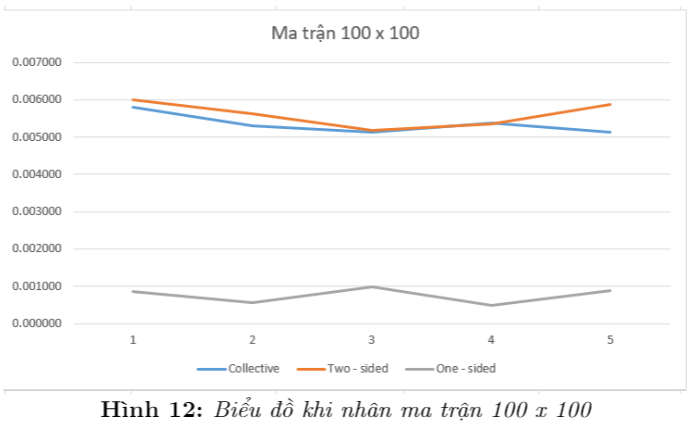 Ma trận 100 x 100
0.007000
0.006000
0.005000
0.004000
0.003000
0.002000
0.001000
0.000000
1 2 3 4 5
Collective Two - sided One - sided
Hình 12: Biểu đồ khi nhân ma trận 100 x 100